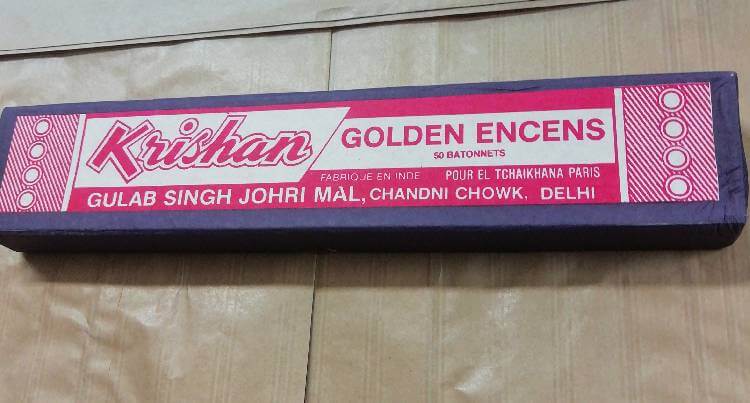 Krishan
GOLDEN ENCENS
50 BATONNETS
FABRIQUE EN INDE POUR EL TCHAIKHANA PARIS
GULAB SINGH JOHRI MAL, CHANDNI CHOWK, DELHI